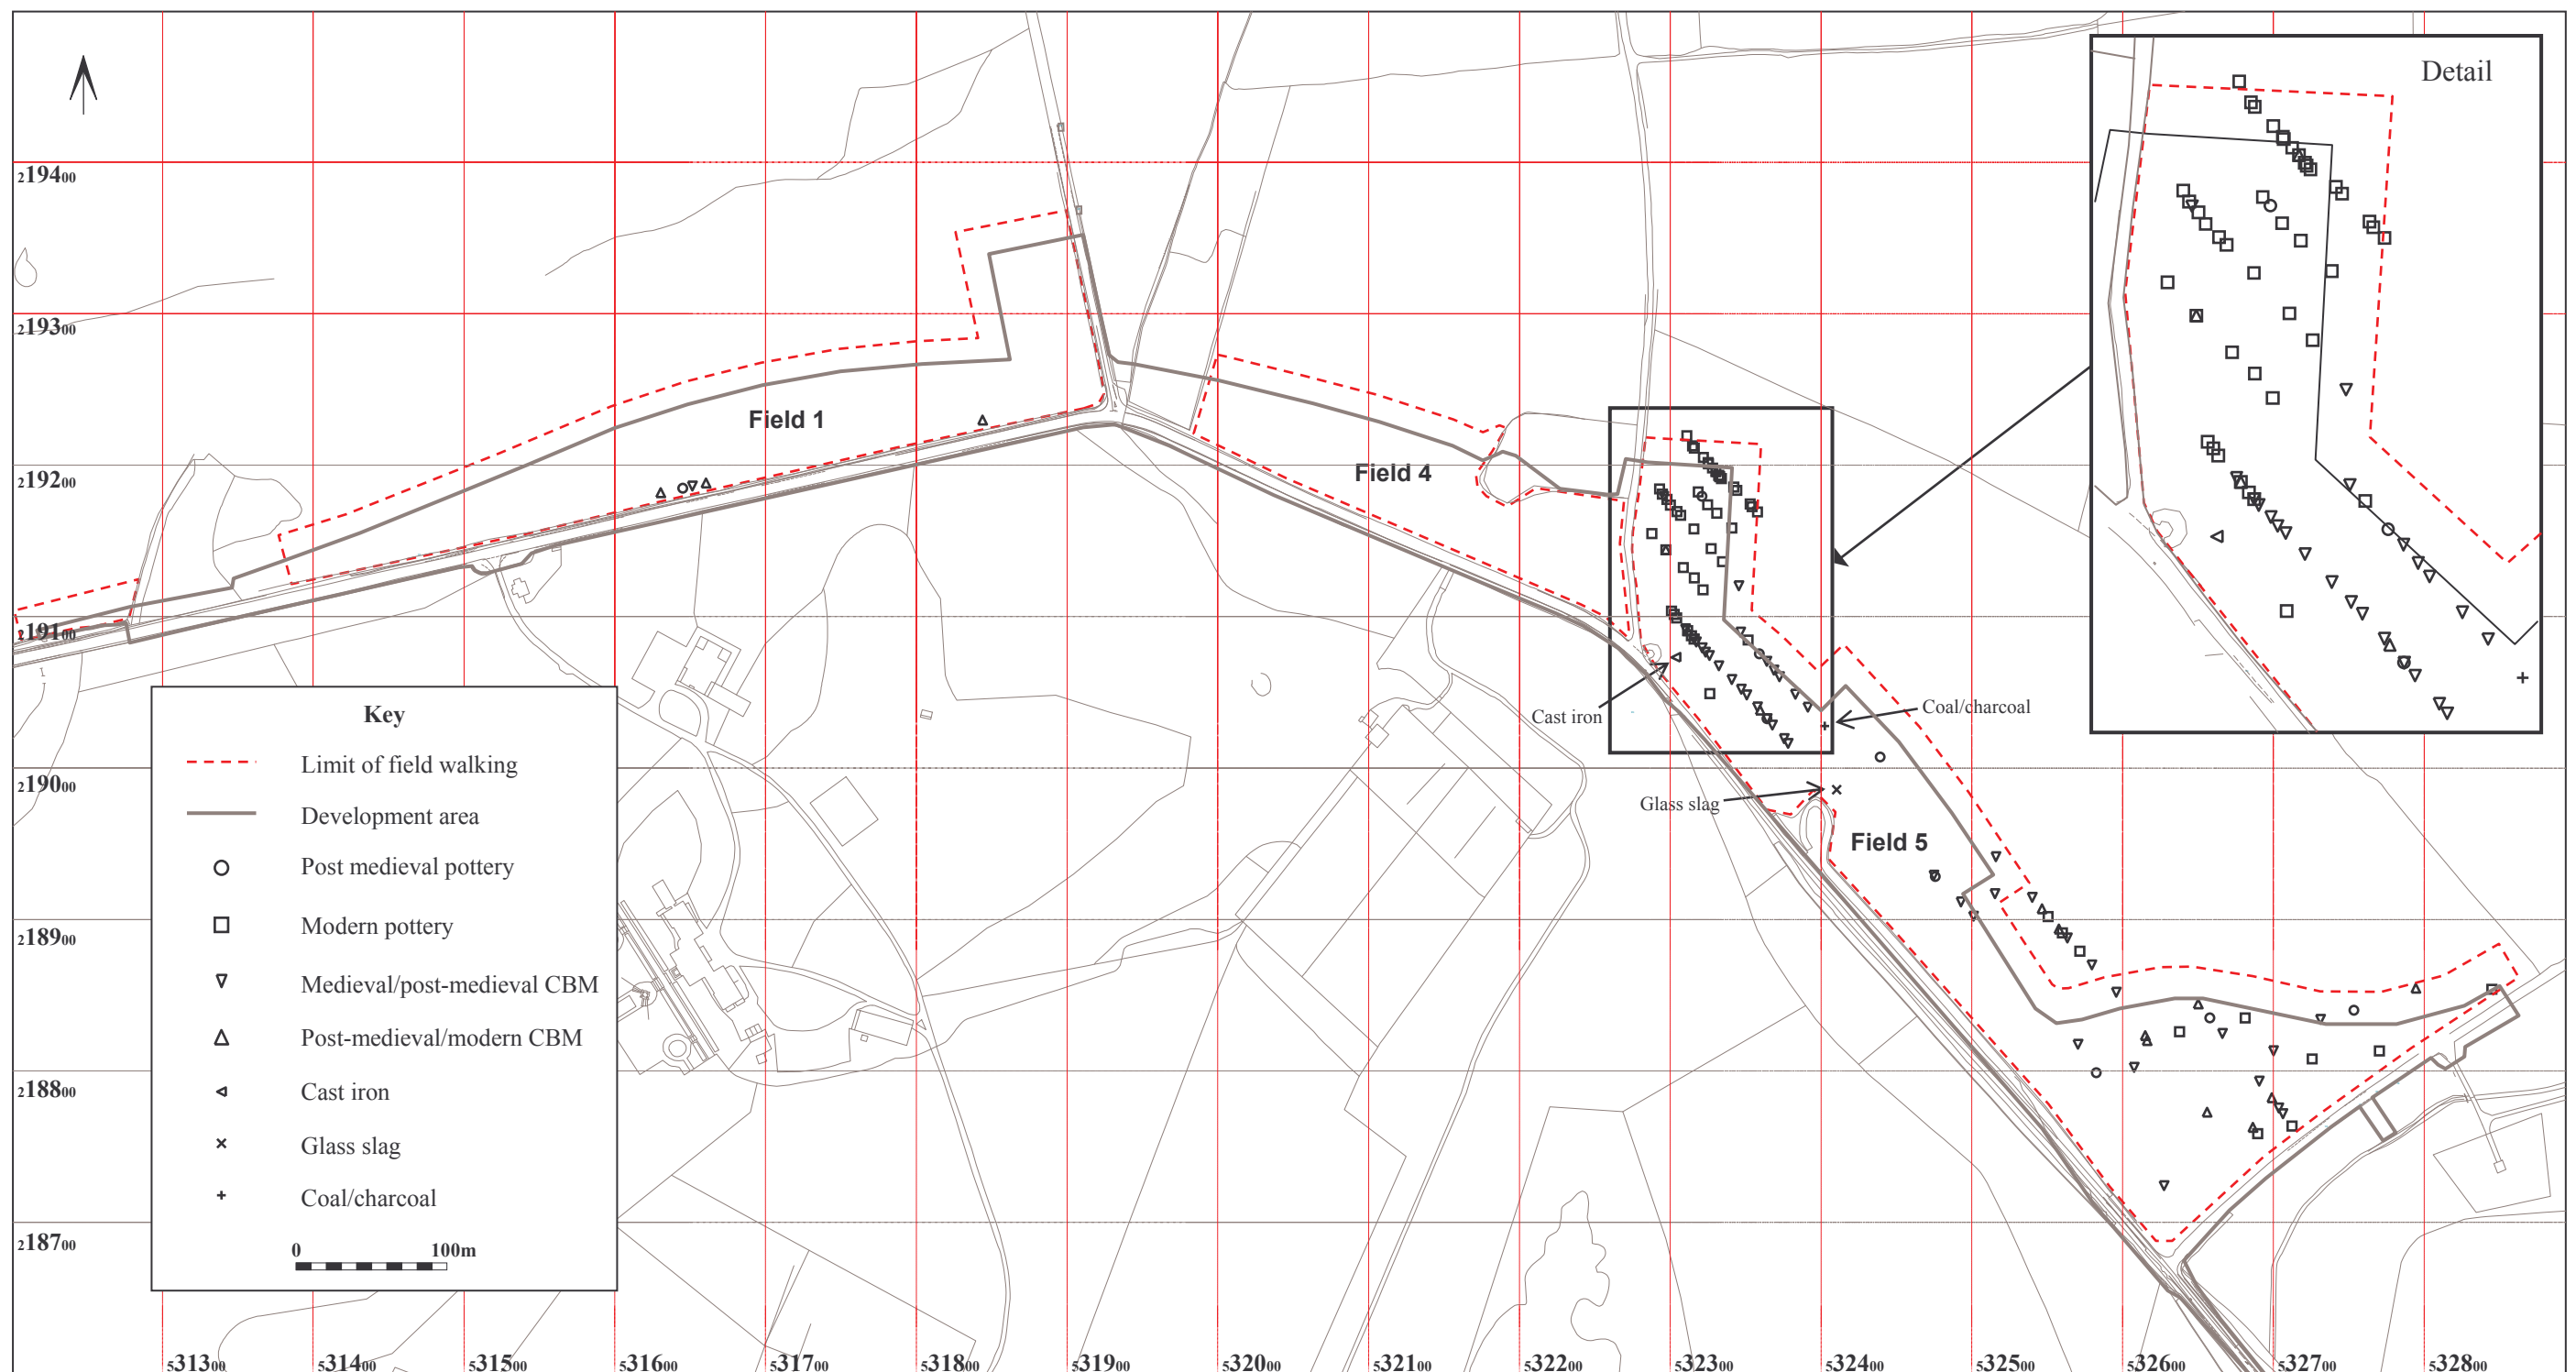 Detail
219400
219300
Field 1
219200
Field 4
219100
Cast iron
Coal/charcoal
219000
Glass slag
Field 5
218900
218800
218700
Key
Limit of field walking
Development area
Post medieval pottery
Modern pottery
Medieval/post-medieval CBM
Post-medieval/modern CBM
Cast iron
Glass slag
Coal/charcoal
0 100m
531300 531400 531500 531600 531700 531800 531900 532000 532100 532200 532300 532400 532500 532600 532700 532800